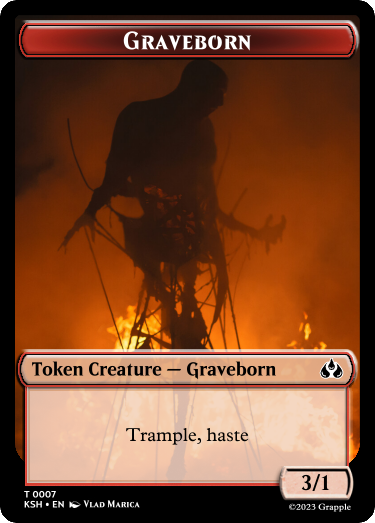 Graveborn
Token Creature — Graveborn
Trample, haste
3/1
T 0007
KSH • EN Vlad Marica
©2023 Grapple